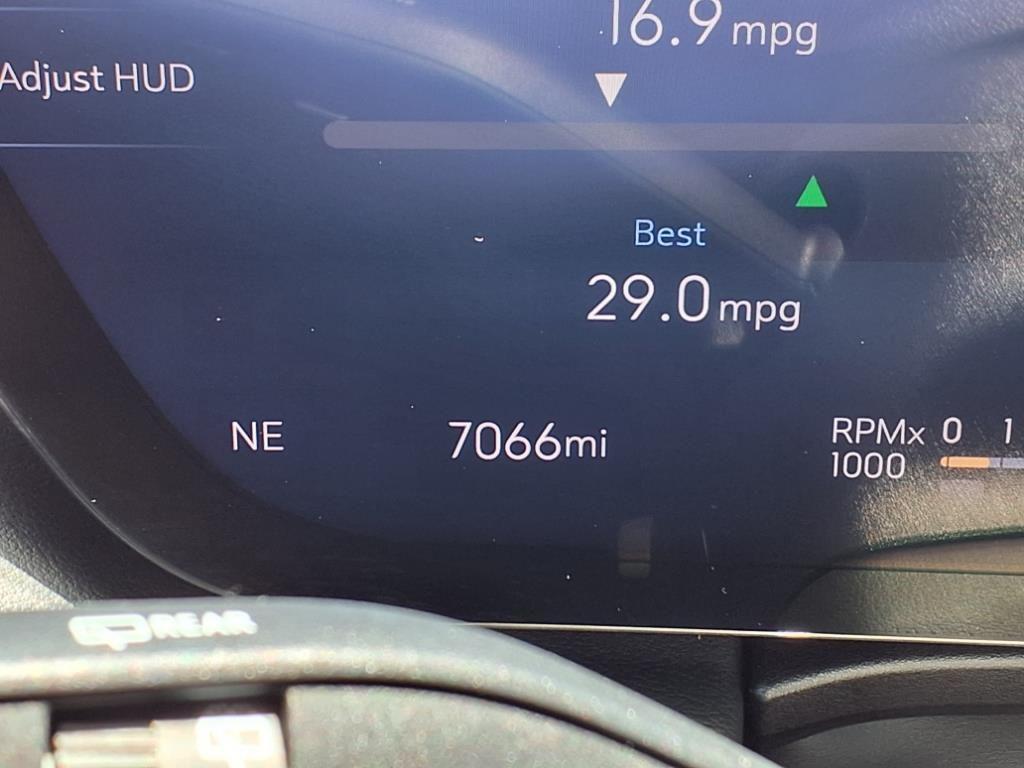 16.9 mpg
Adjust HUD
Best
29.0 mpg
NE 7066mi RPMx 0 1
1000
REAR